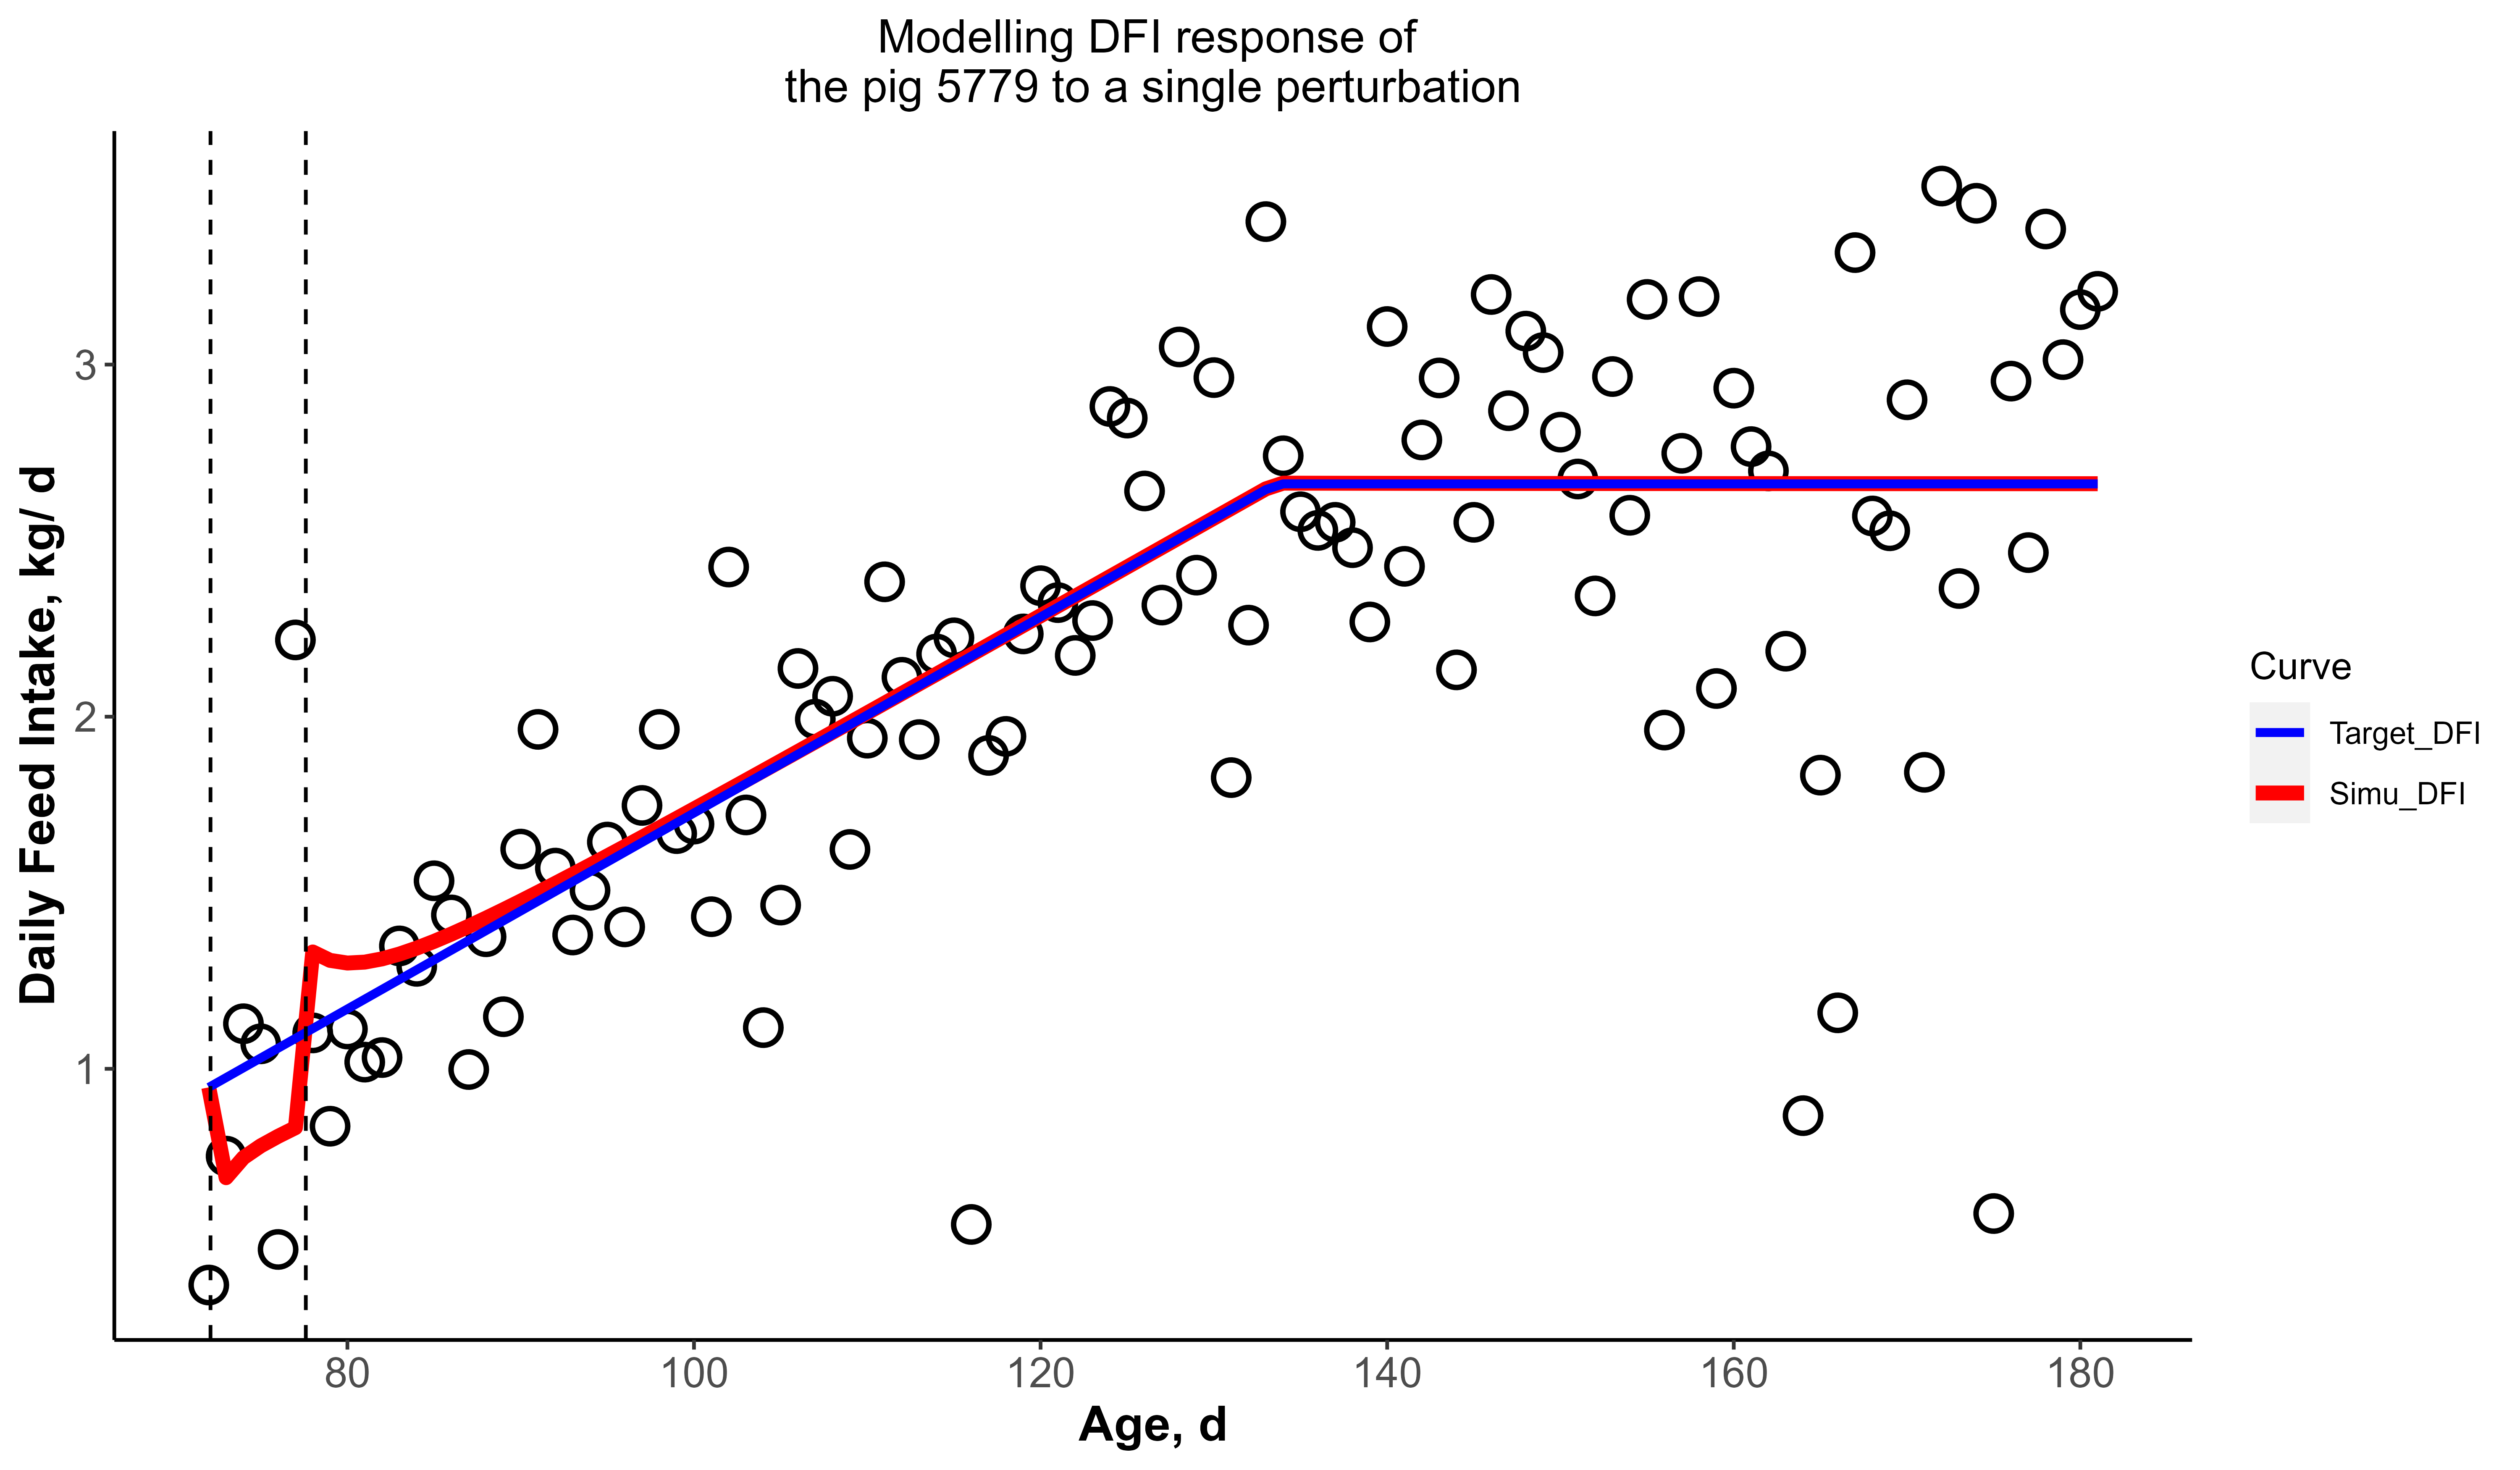 Modelling DFI response of
the pig 5779 to a single perturbation
Daily Feed Intake, kg/ d
3
2
1
80 100 120 140 160 180
Age, d
Curve
Target_DFI
Simu_DFI